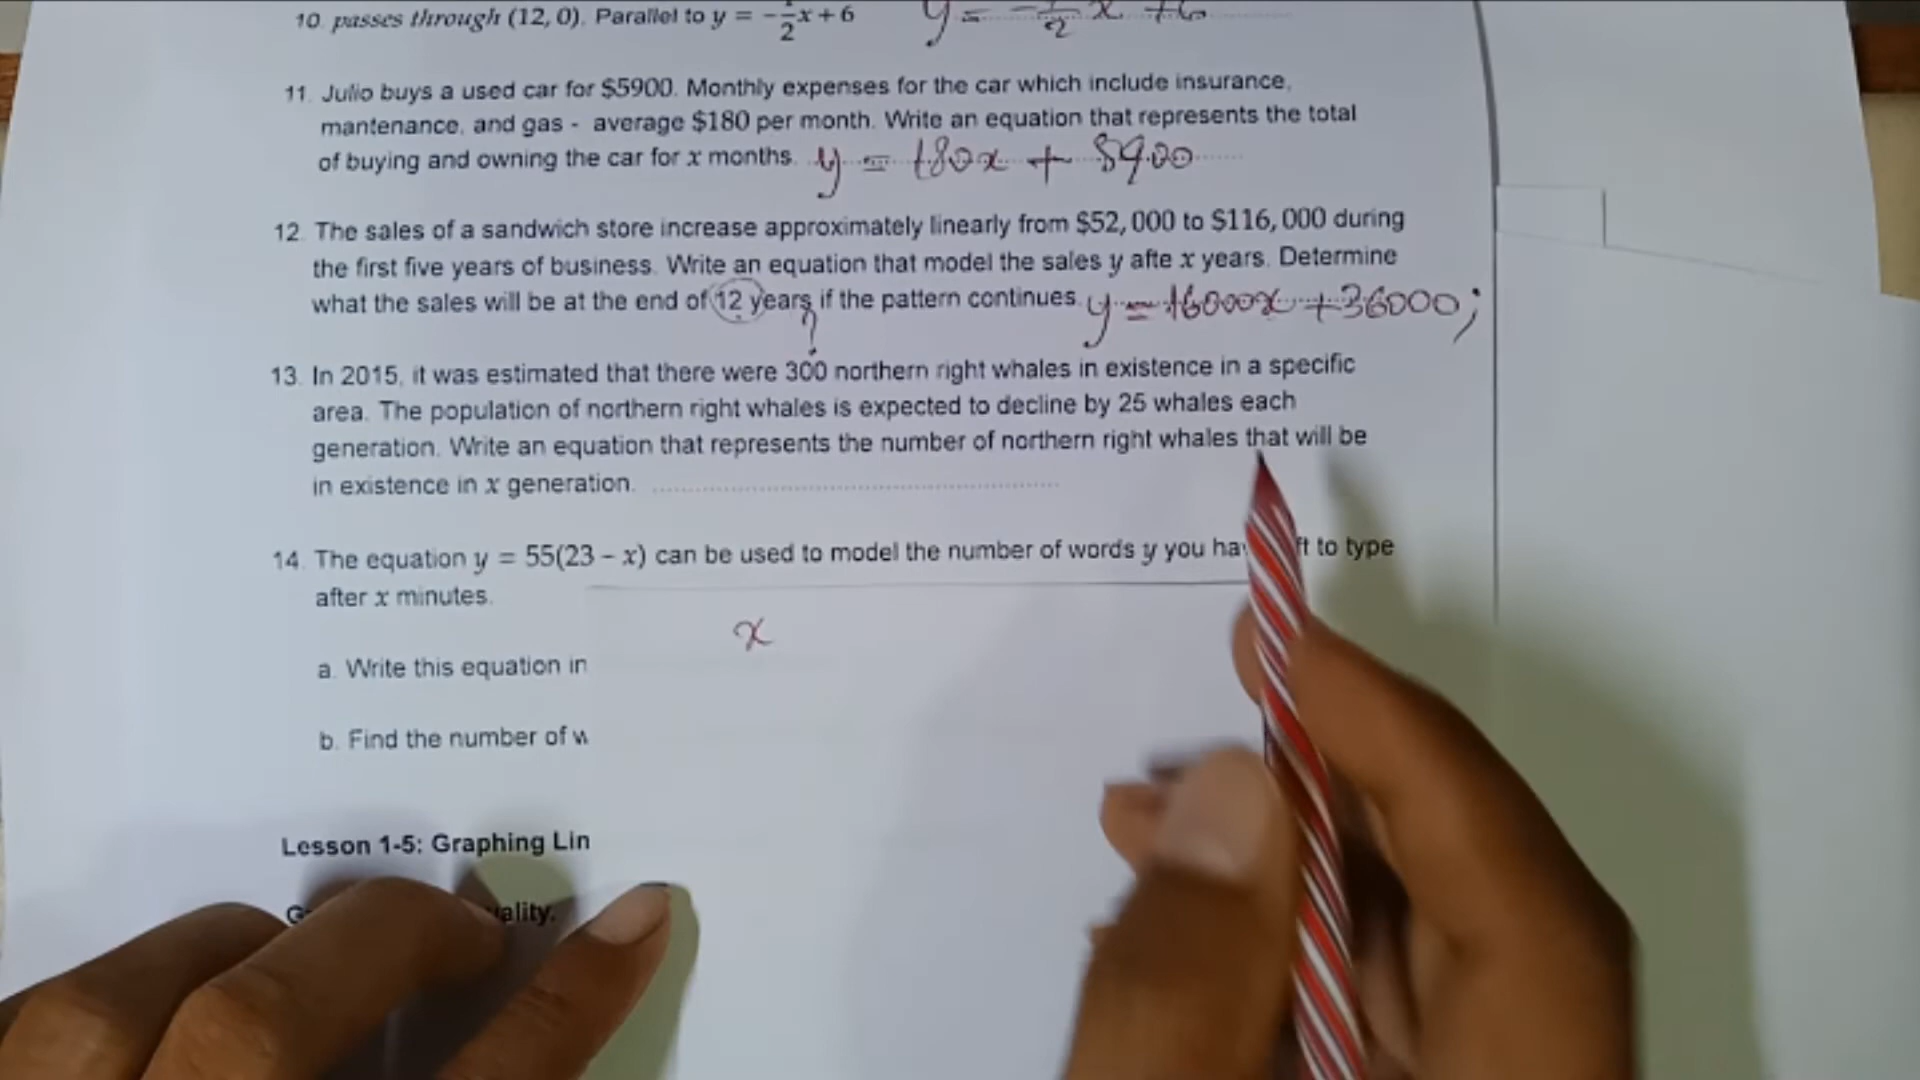 10. passes through (12, 0), Parallel to y = -1/2x + 6 y = -1/2 x + 6
11. Julio buys a used car for $5900. Monthly expenses for the car which include insurance,
mantenance, and gas - average $180 per month. Write an equation that represents the total
of buying and owning the car for x months. y = 180x + 5900
12. The sales of a sandwich store increase approximately linearly from $52,000 to $116,000 during
the first five years of business. Write an equation that model the sales y afte x years. Determine
what the sales will be at the end of 12 years if the pattern continues. y = 16000x + 36000;
?
13. In 2015, it was estimated that there were 300 northern right whales in existence in a specific
area. The population of northern right whales is expected to decline by 25 whales each
generation. Write an equation that represents the number of northern right whales that will be
in existence in x generation.
14. The equation y = 55(23 - x) can be used to model the number of words y you ha ft to type
after x minutes.
x
a. Write this equation in
b. Find the number of w
Lesson 1-5: Graphing Lin
ality.